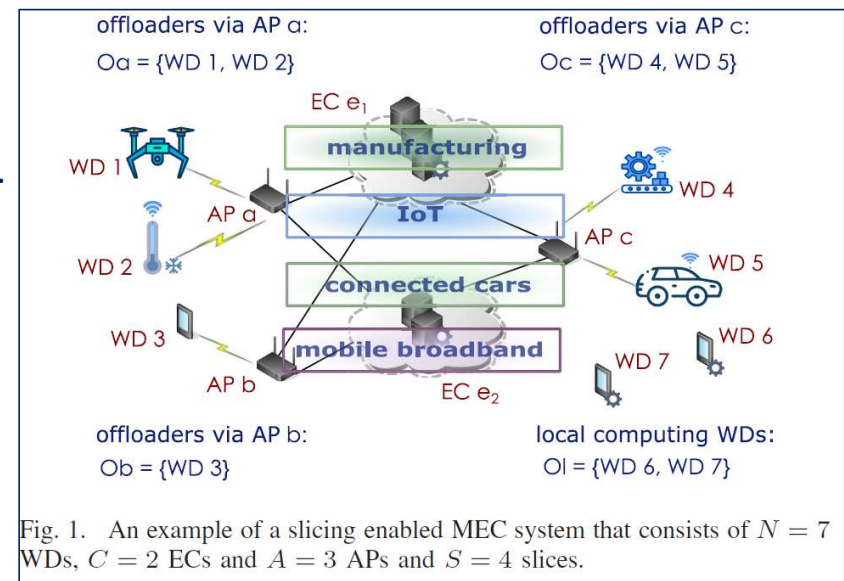 offloaders via AP a:
Oa = {WD 1, WD 2}
offloaders via AP c:
Oc = {WD 4, WD 5}
EC e₁
manufacturing
WD 1
WD 4
AP a
IoT
AP c
WD 2
WD 5
connected cars
WD 3
WD 6
mobile broadband
WD 7
AP b
EC e₂
offloaders via AP b:
Ob = {WD 3}
local computing WDs:
Ol = {WD 6, WD 7}
Fig. 1. An example of a slicing enabled MEC system that consists of N = 7
WDs, C = 2 ECs and A = 3 APs and S = 4 slices.